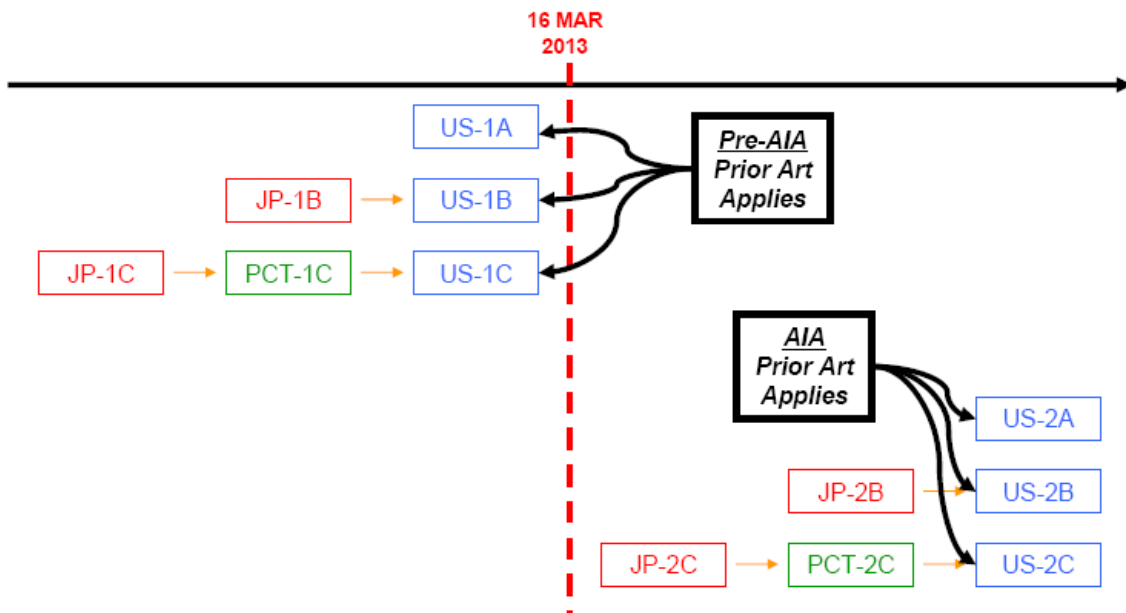 16 MAR
2013
US-1A
Pre-AIA
Prior Art
Applies
JP-1B
US-1B
JP-1C
PCT-1C
US-1C
AIA
Prior Art
Applies
US-2A
JP-2B
US-2B
JP-2C
PCT-2C
US-2C